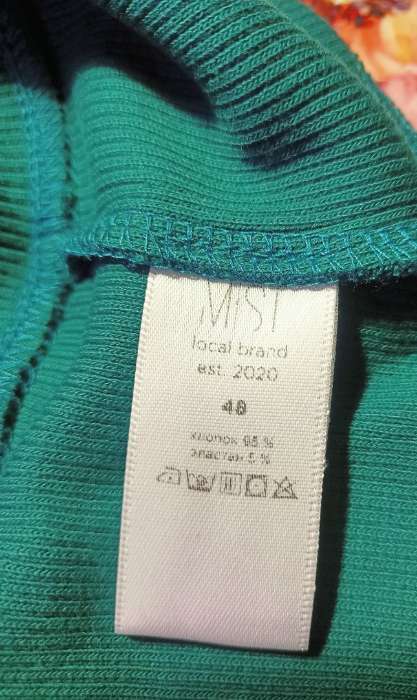 MIST
local brand
est. 2020
48
хлопок 95 %
эластан 5 %